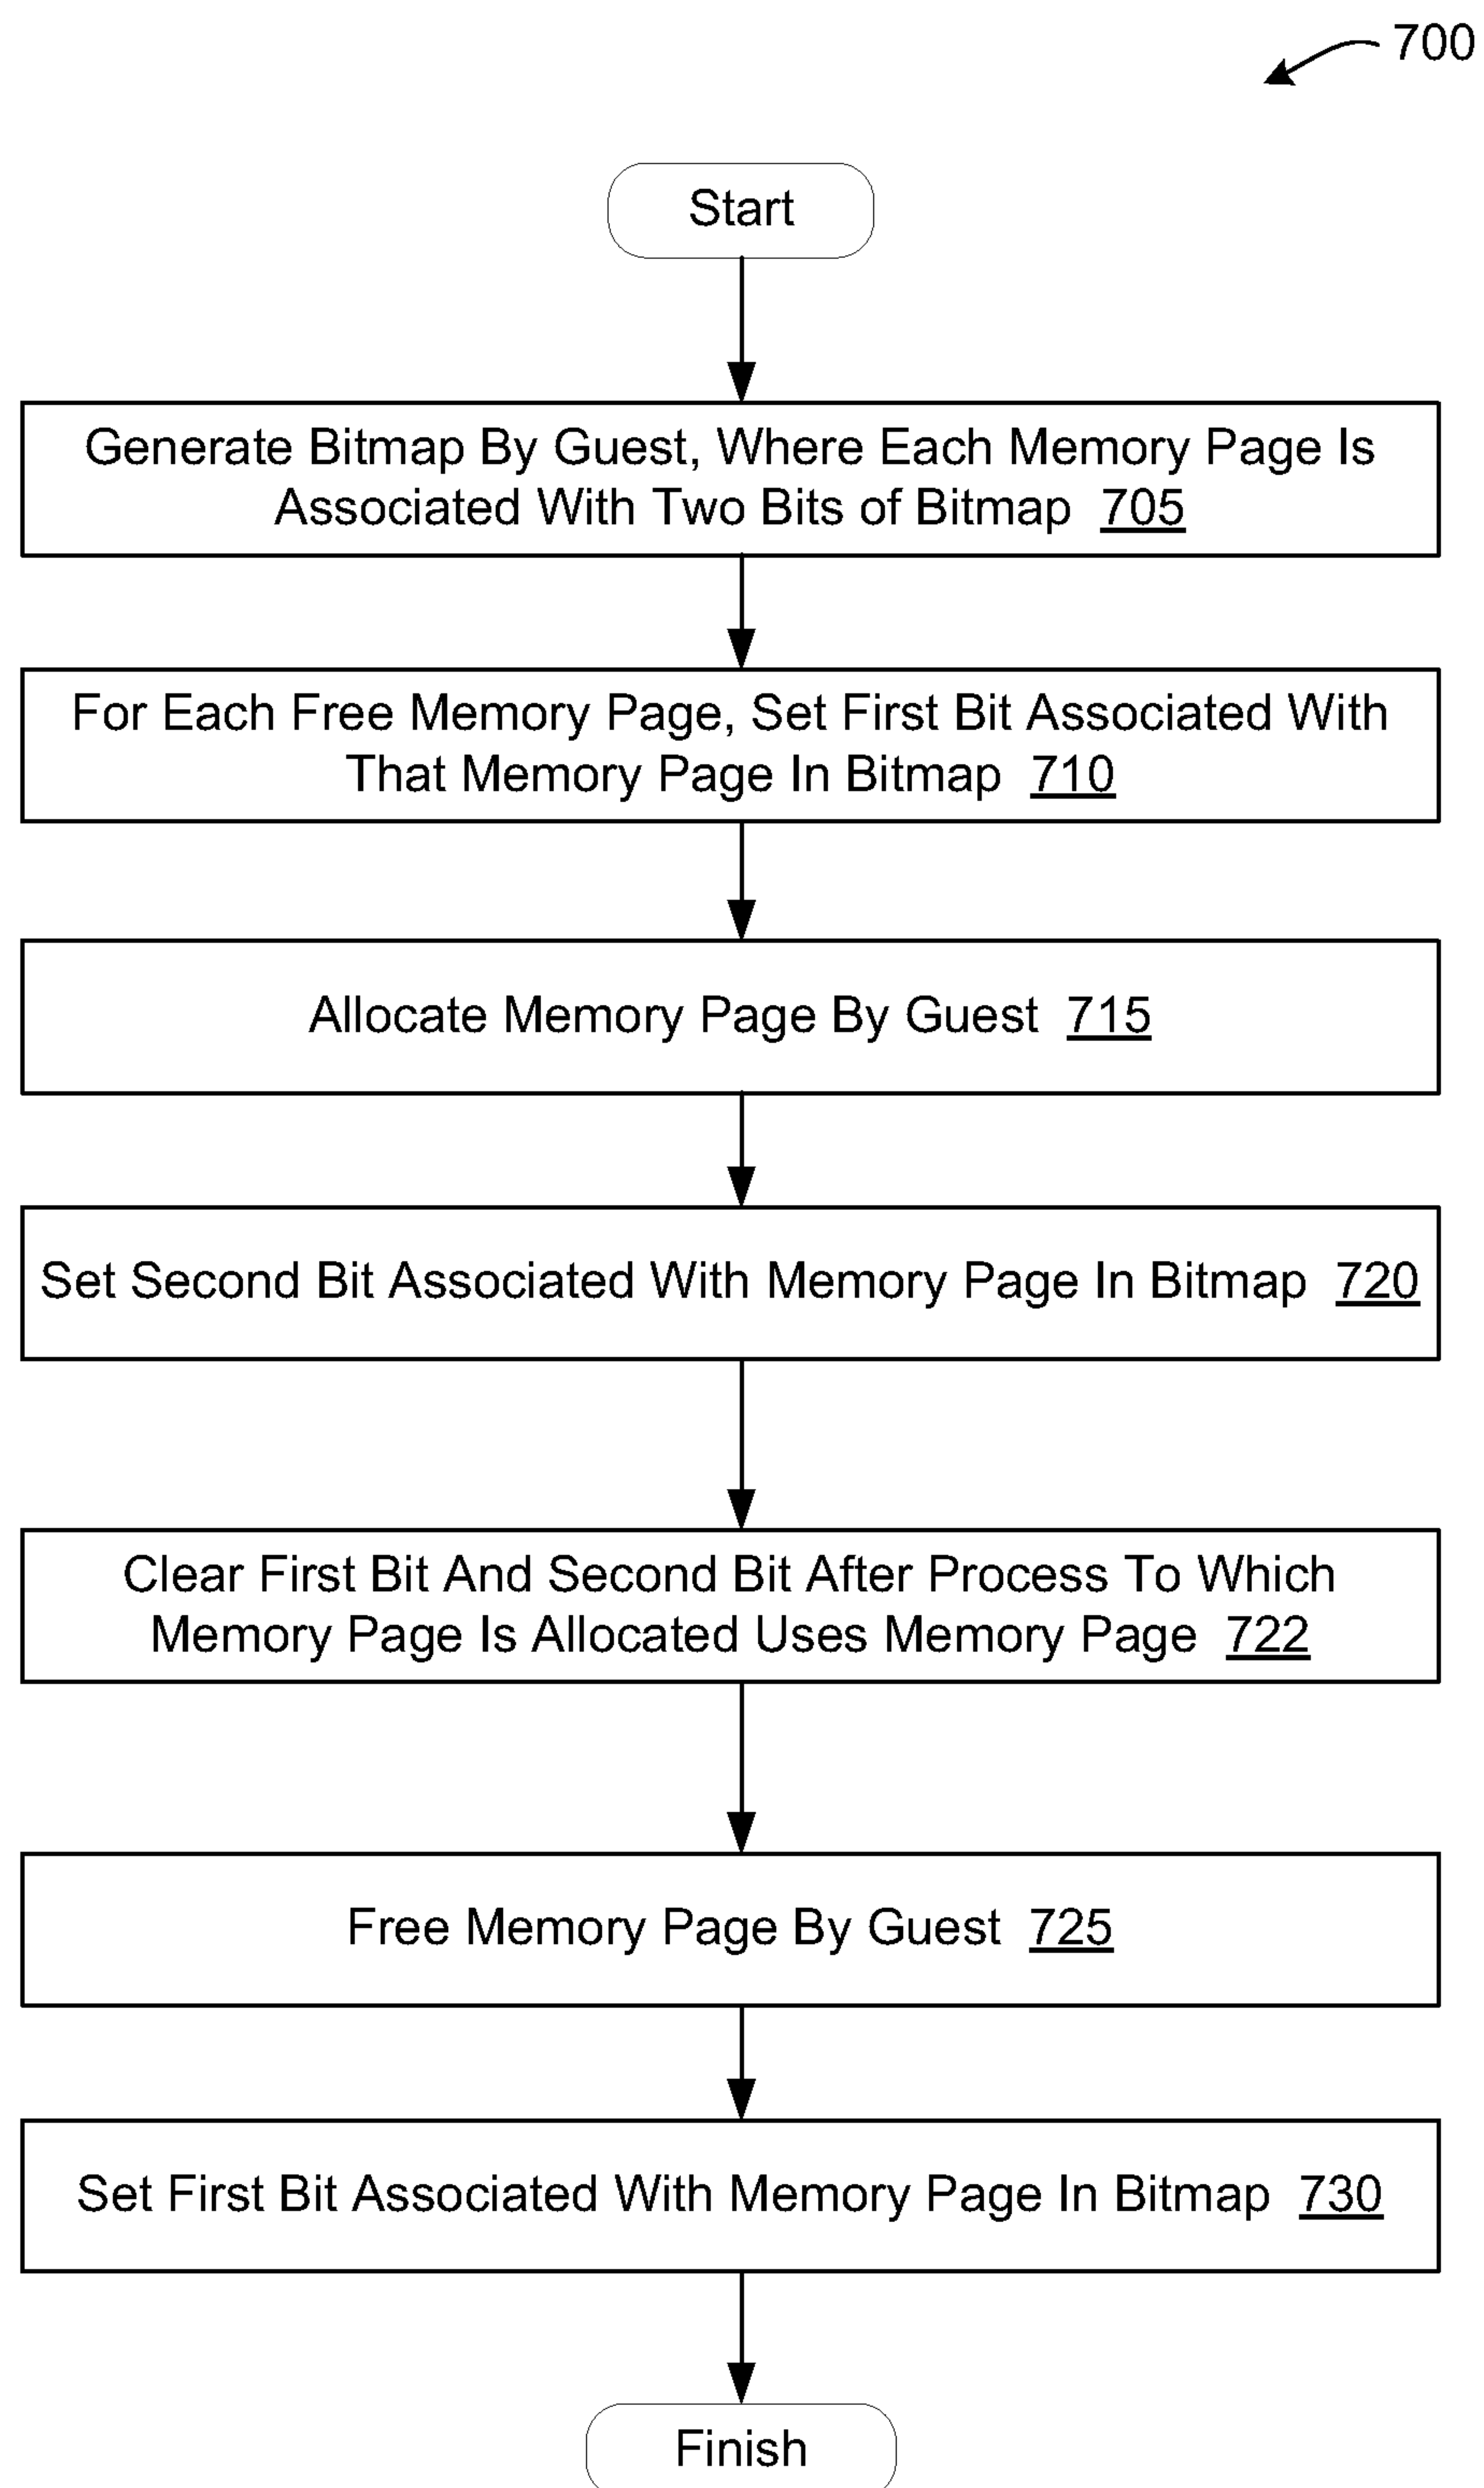 700
Start
Generate Bitmap By Guest, Where Each Memory Page Is
Associated With Two Bits of Bitmap 705
For Each Free Memory Page, Set First Bit Associated With
That Memory Page In Bitmap 710
Allocate Memory Page By Guest 715
Set Second Bit Associated With Memory Page In Bitmap 720
Clear First Bit And Second Bit After Process To Which
Memory Page Is Allocated Uses Memory Page 722
Free Memory Page By Guest 725
Set First Bit Associated With Memory Page In Bitmap 730
Finish